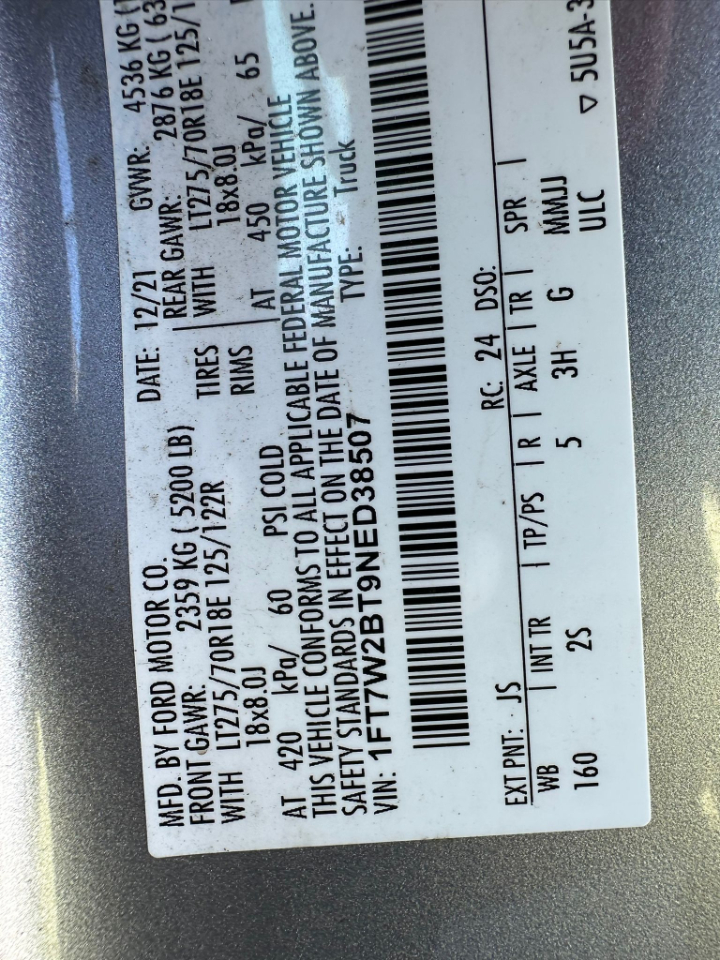 MFD. BY FORD MOTOR CO.
DATE: 12/21 GVWR: 4536 KG (
FRONT GAWR: 2359 KG ( 5200 LB)
REAR GAWR: 2876 KG ( 63
WITH LT275/70R18E 125/122R
TIRES WITH LT275/70R18E 125/1
18x8.0J
RIMS 18x8.0J
AT 420 kPa/ 60 PSI COLD
AT 450 kPa/ 65
THIS VEHICLE CONFORMS TO ALL APPLICABLE FEDERAL MOTOR VEHICLE
SAFETY STANDARDS IN EFFECT ON THE DATE OF MANUFACTURE SHOWN ABOVE.
VIN: 1FT7W2BT9NED38507
TYPE: Truck
EXT PNT: JS RC: 24 DSO:
WB | INT TR | TP/PS | R | AXLE | TR | SPR |
160 2S 5 3H G MMJJ
ULC
▽ 5U5A-3